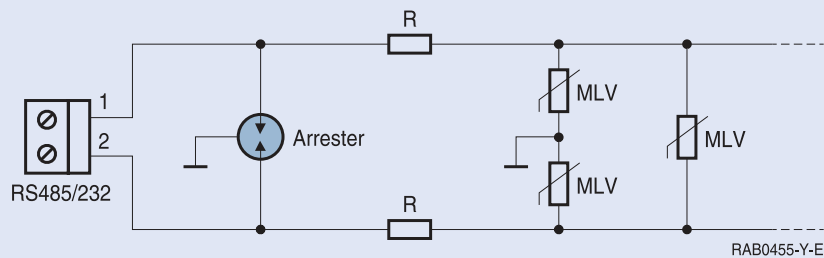 R
1
MLV
2
Arrester
MLV
RS485/232
MLV
R
RAB0455-Y-E